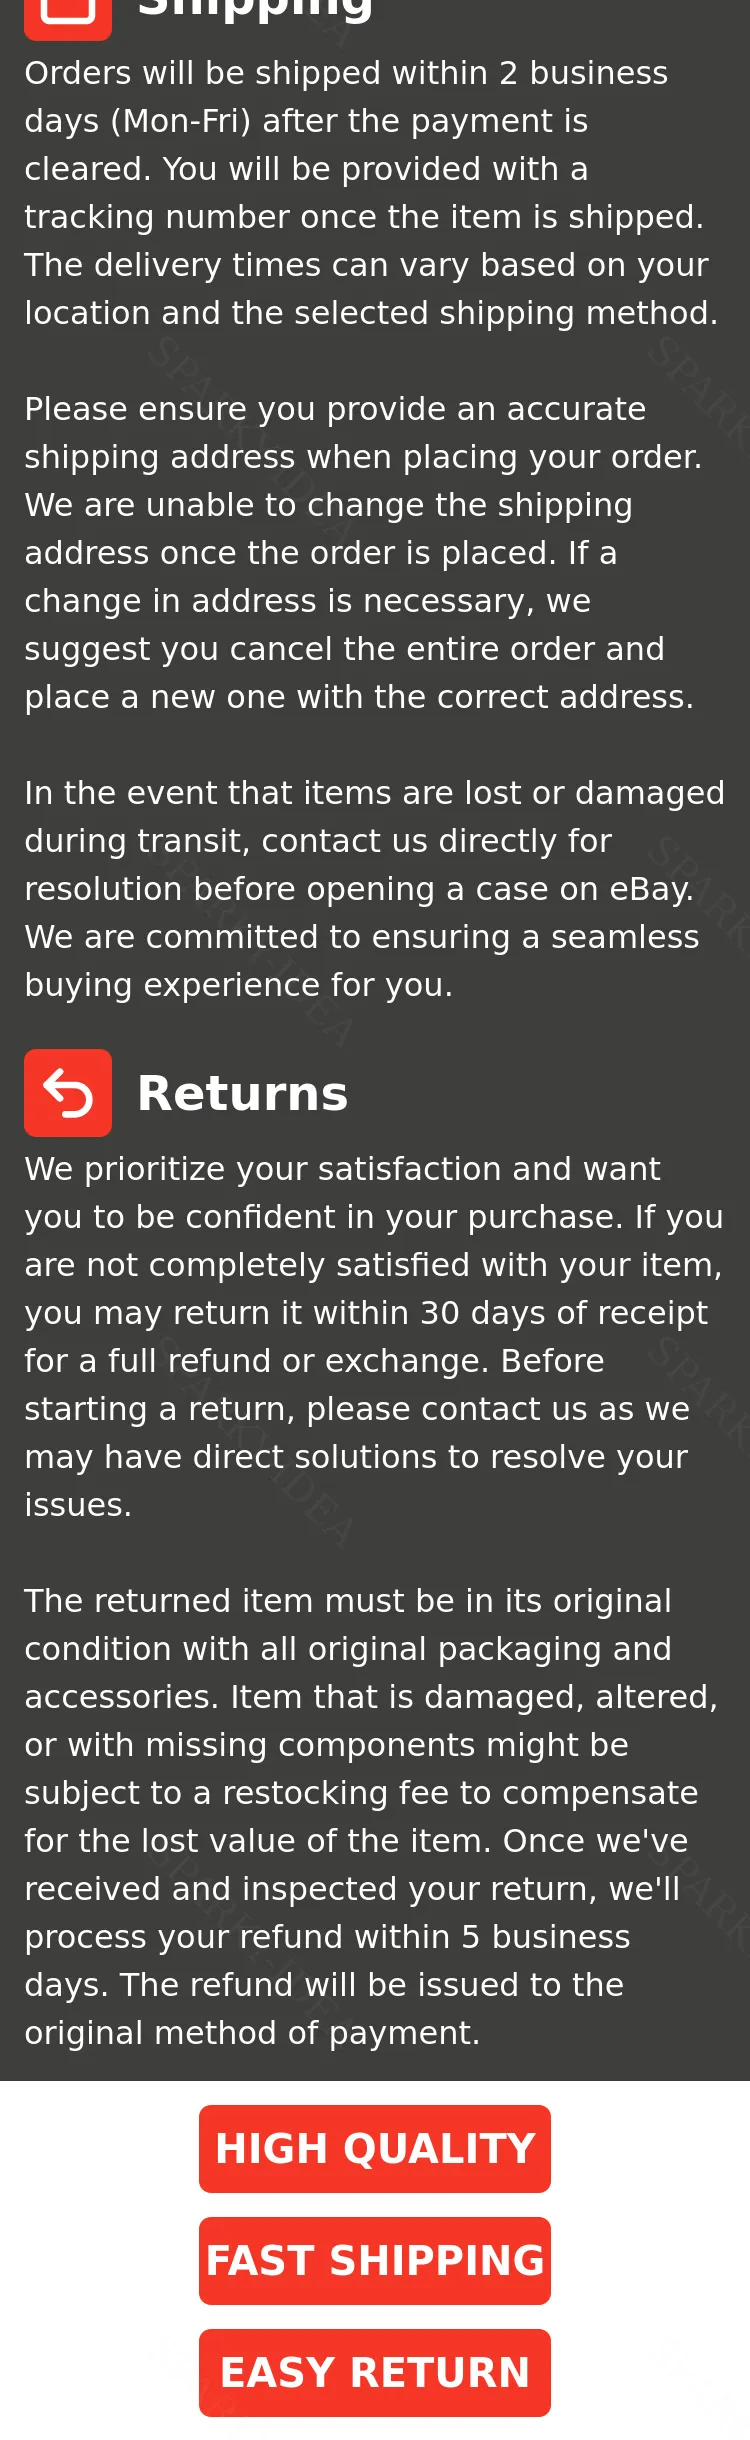 Shipping
Orders will be shipped within 2 business
days (Mon-Fri) after the payment is
cleared. You will be provided with a
tracking number once the item is shipped.
The delivery times can vary based on your
location and the selected shipping method.
Please ensure you provide an accurate
shipping address when placing your order.
We are unable to change the shipping
address once the order is placed. If a
change in address is necessary, we
suggest you cancel the entire order and
place a new one with the correct address.
In the event that items are lost or damaged
during transit, contact us directly for
resolution before opening a case on eBay.
We are committed to ensuring a seamless
buying experience for you.
Returns
We prioritize your satisfaction and want
you to be confident in your purchase. If you
are not completely satisfied with your item,
you may return it within 30 days of receipt
for a full refund or exchange. Before
starting a return, please contact us as we
may have direct solutions to resolve your
issues.
The returned item must be in its original
condition with all original packaging and
accessories. Item that is damaged, altered,
or with missing components might be
subject to a restocking fee to compensate
for the lost value of the item. Once we've
received and inspected your return, we'll
process your refund within 5 business
days. The refund will be issued to the
original method of payment.
HIGH QUALITY
FAST SHIPPING
EASY RETURN